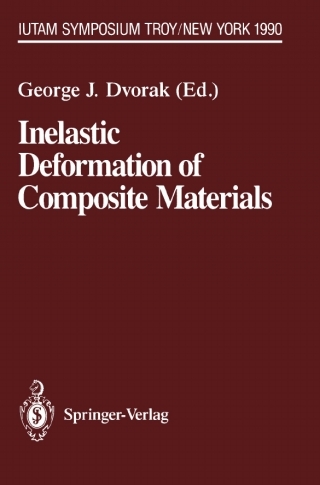 IUTAM SYMPOSIUM TROY/NEW YORK 1990
George J. Dvorak (Ed.)
Inelastic
Deformation of
Composite Materials
Springer-Verlag